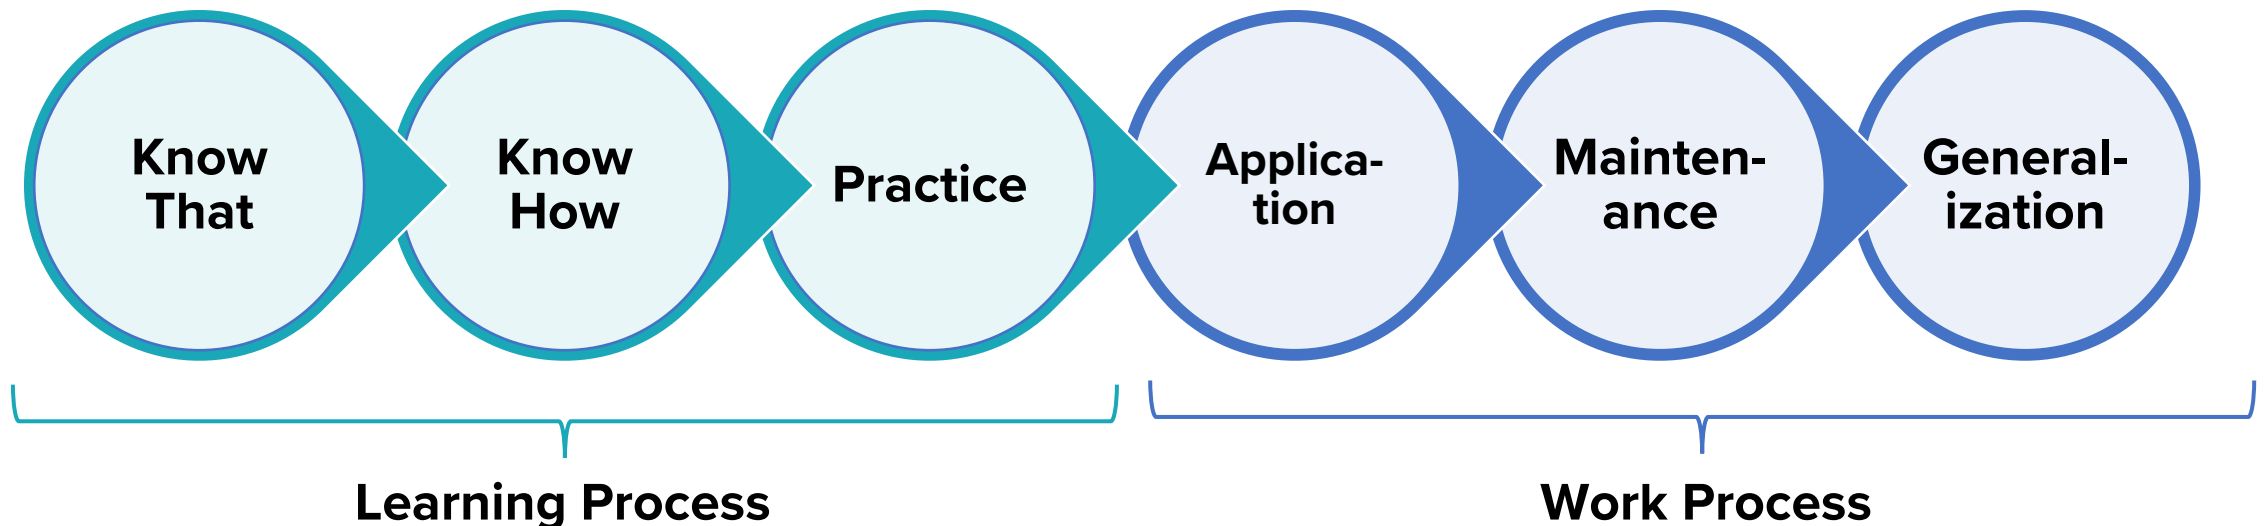 Know
That
Know
How
Practice
Applica-
tion
Mainten-
ance
General-
ization
Learning Process
Work Process